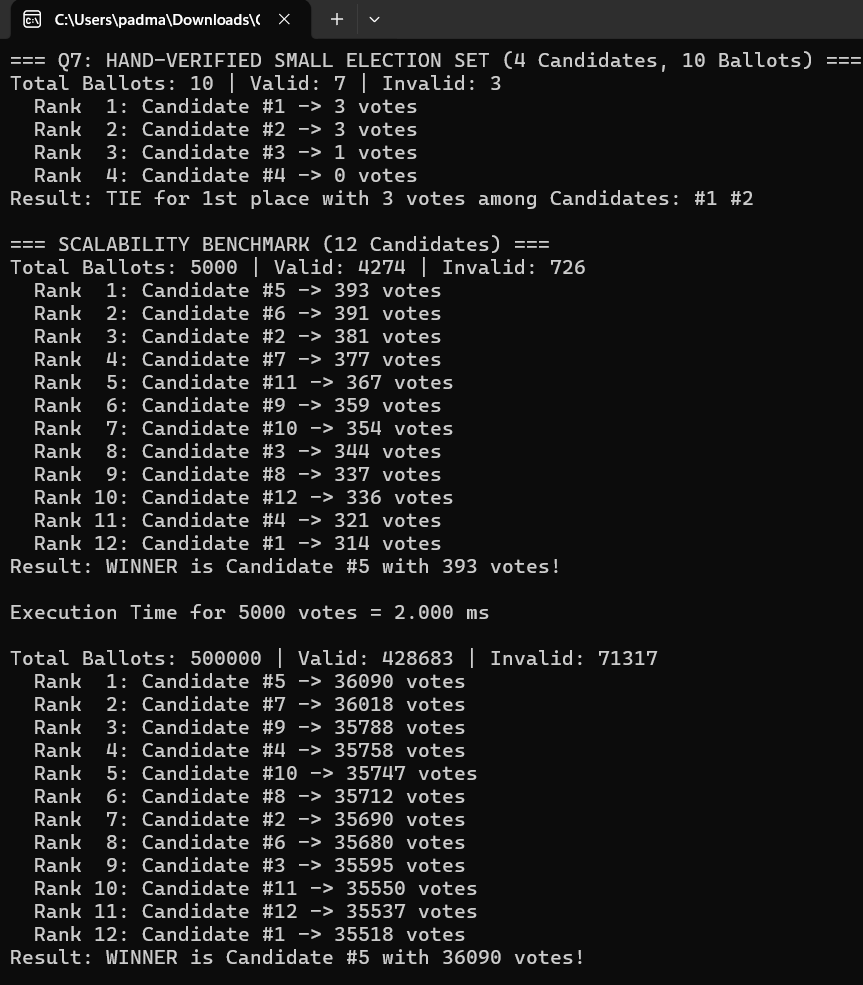 C:\Users\padma\Downloads\C
=== Q7: HAND-VERIFIED SMALL ELECTION SET (4 Candidates, 10 Ballots) ===
Total Ballots: 10 | Valid: 7 | Invalid: 3
  Rank  1: Candidate #1 -> 3 votes
  Rank  2: Candidate #2 -> 3 votes
  Rank  3: Candidate #3 -> 1 votes
  Rank  4: Candidate #4 -> 0 votes
Result: TIE for 1st place with 3 votes among Candidates: #1 #2

=== SCALABILITY BENCHMARK (12 Candidates) ===
Total Ballots: 5000 | Valid: 4274 | Invalid: 726
  Rank  1: Candidate #5 -> 393 votes
  Rank  2: Candidate #6 -> 391 votes
  Rank  3: Candidate #2 -> 381 votes
  Rank  4: Candidate #7 -> 377 votes
  Rank  5: Candidate #11 -> 367 votes
  Rank  6: Candidate #9 -> 359 votes
  Rank  7: Candidate #10 -> 354 votes
  Rank  8: Candidate #3 -> 344 votes
  Rank  9: Candidate #8 -> 337 votes
  Rank 10: Candidate #12 -> 336 votes
  Rank 11: Candidate #4 -> 321 votes
  Rank 12: Candidate #1 -> 314 votes
Result: WINNER is Candidate #5 with 393 votes!

Execution Time for 5000 votes = 2.000 ms

Total Ballots: 500000 | Valid: 428683 | Invalid: 71317
  Rank  1: Candidate #5 -> 36090 votes
  Rank  2: Candidate #7 -> 36018 votes
  Rank  3: Candidate #9 -> 35788 votes
  Rank  4: Candidate #4 -> 35758 votes
  Rank  5: Candidate #10 -> 35747 votes
  Rank  6: Candidate #8 -> 35712 votes
  Rank  7: Candidate #2 -> 35690 votes
  Rank  8: Candidate #6 -> 35680 votes
  Rank  9: Candidate #3 -> 35595 votes
  Rank 10: Candidate #11 -> 35550 votes
  Rank 11: Candidate #12 -> 35537 votes
  Rank 12: Candidate #1 -> 35518 votes
Result: WINNER is Candidate #5 with 36090 votes!